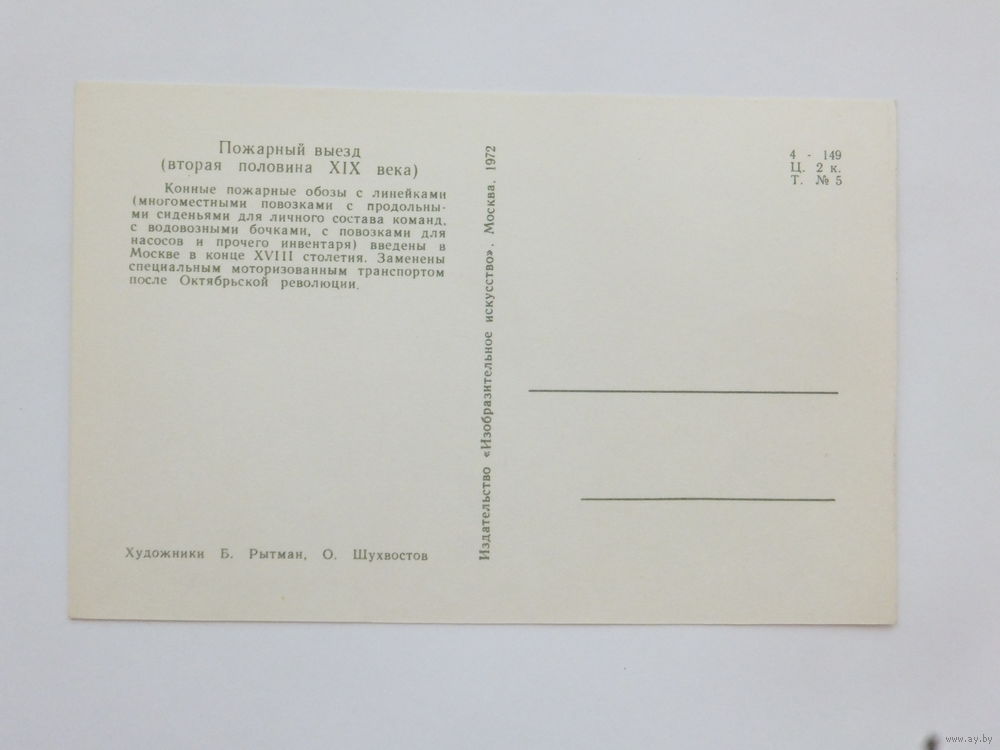 Пожарный выезд
(вторая половина XIX века)
Конные пожарные обозы с линейками
(многоместными повозками с продольны-
ми сиденьями для личного состава команд,
с водовозными бочками, с повозками для
насосов и прочего инвентаря) введены в
Москве в конце XVIII столетия. Заменены
специальным моторизованным транспортом
после Октябрьской революции.
Художники Б. Рытман, О. Шухвостов
Издательство «Изобразительное искусство». Москва. 1972
4 - 149
Ц. 2 к.
Т. № 5
www.ay.by